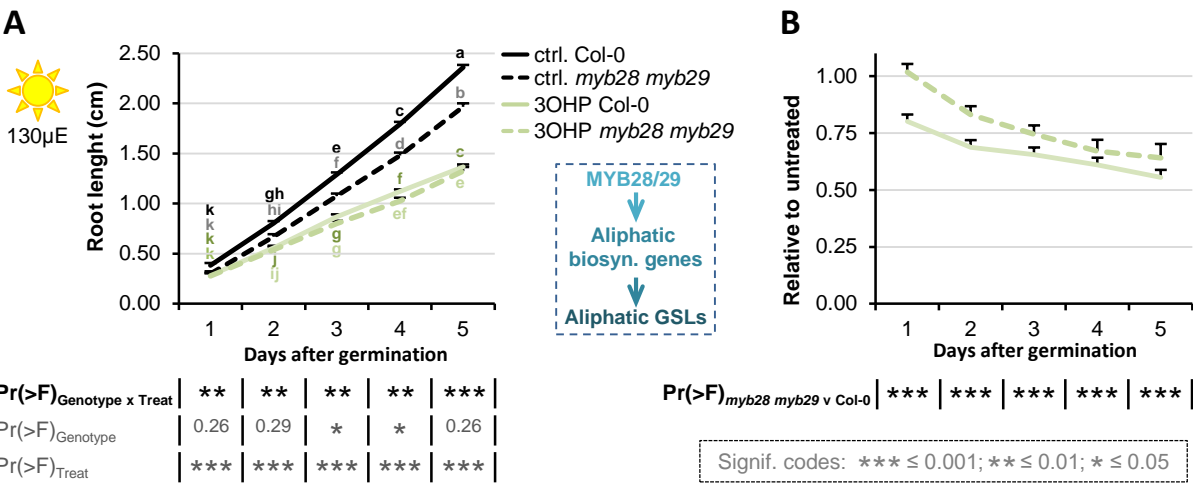 A
B
2.50
2.00
1.50
1.00
0.50
0.00
Root lenght (cm)
130µE
k
k
k
k
gh
hi
j
ij
e
f
g
g
c
d
f
ef
a
b
c
e
1 2 3 4 5
Days after germination
ctrl. Col-0
ctrl. myb28 myb29
3OHP Col-0
3OHP myb28 myb29
MYB28/29
Aliphatic
biosyn. genes
Aliphatic GSLs
1.00
0.75
0.50
0.25
0.00
Relative to untreated
1 2 3 4 5
Days after germination
Pr(>F)Genotype x Treat ** ** ** ** ***
Pr(>F)Genotype 0.26 0.29 * * 0.26
Pr(>F)Treat *** *** *** *** ***
Pr(>F)myb28 myb29 v Col-0 *** *** *** *** ***
Signif. codes: *** ≤ 0.001; ** ≤ 0.01; * ≤ 0.05